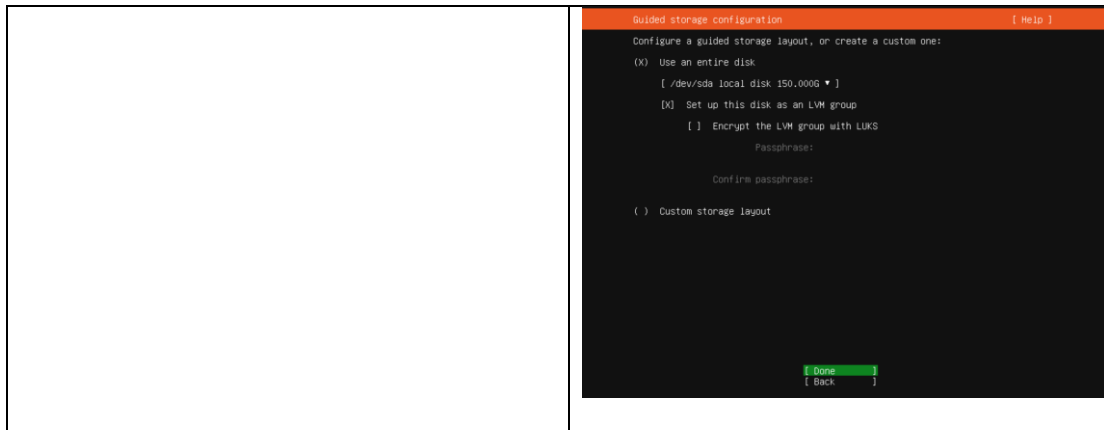 Guided storage configuration [ Help ]
Configure a guided storage layout, or create a custom one:
(X) Use an entire disk
[ /dev/sda local disk 150.000G ▾ ]
[X] Set up this disk as an LVM group
[ ] Encrypt the LVM group with LUKS
Passphrase:
Confirm passphrase:
( ) Custom storage layout
[ Done ]
[ Back ]